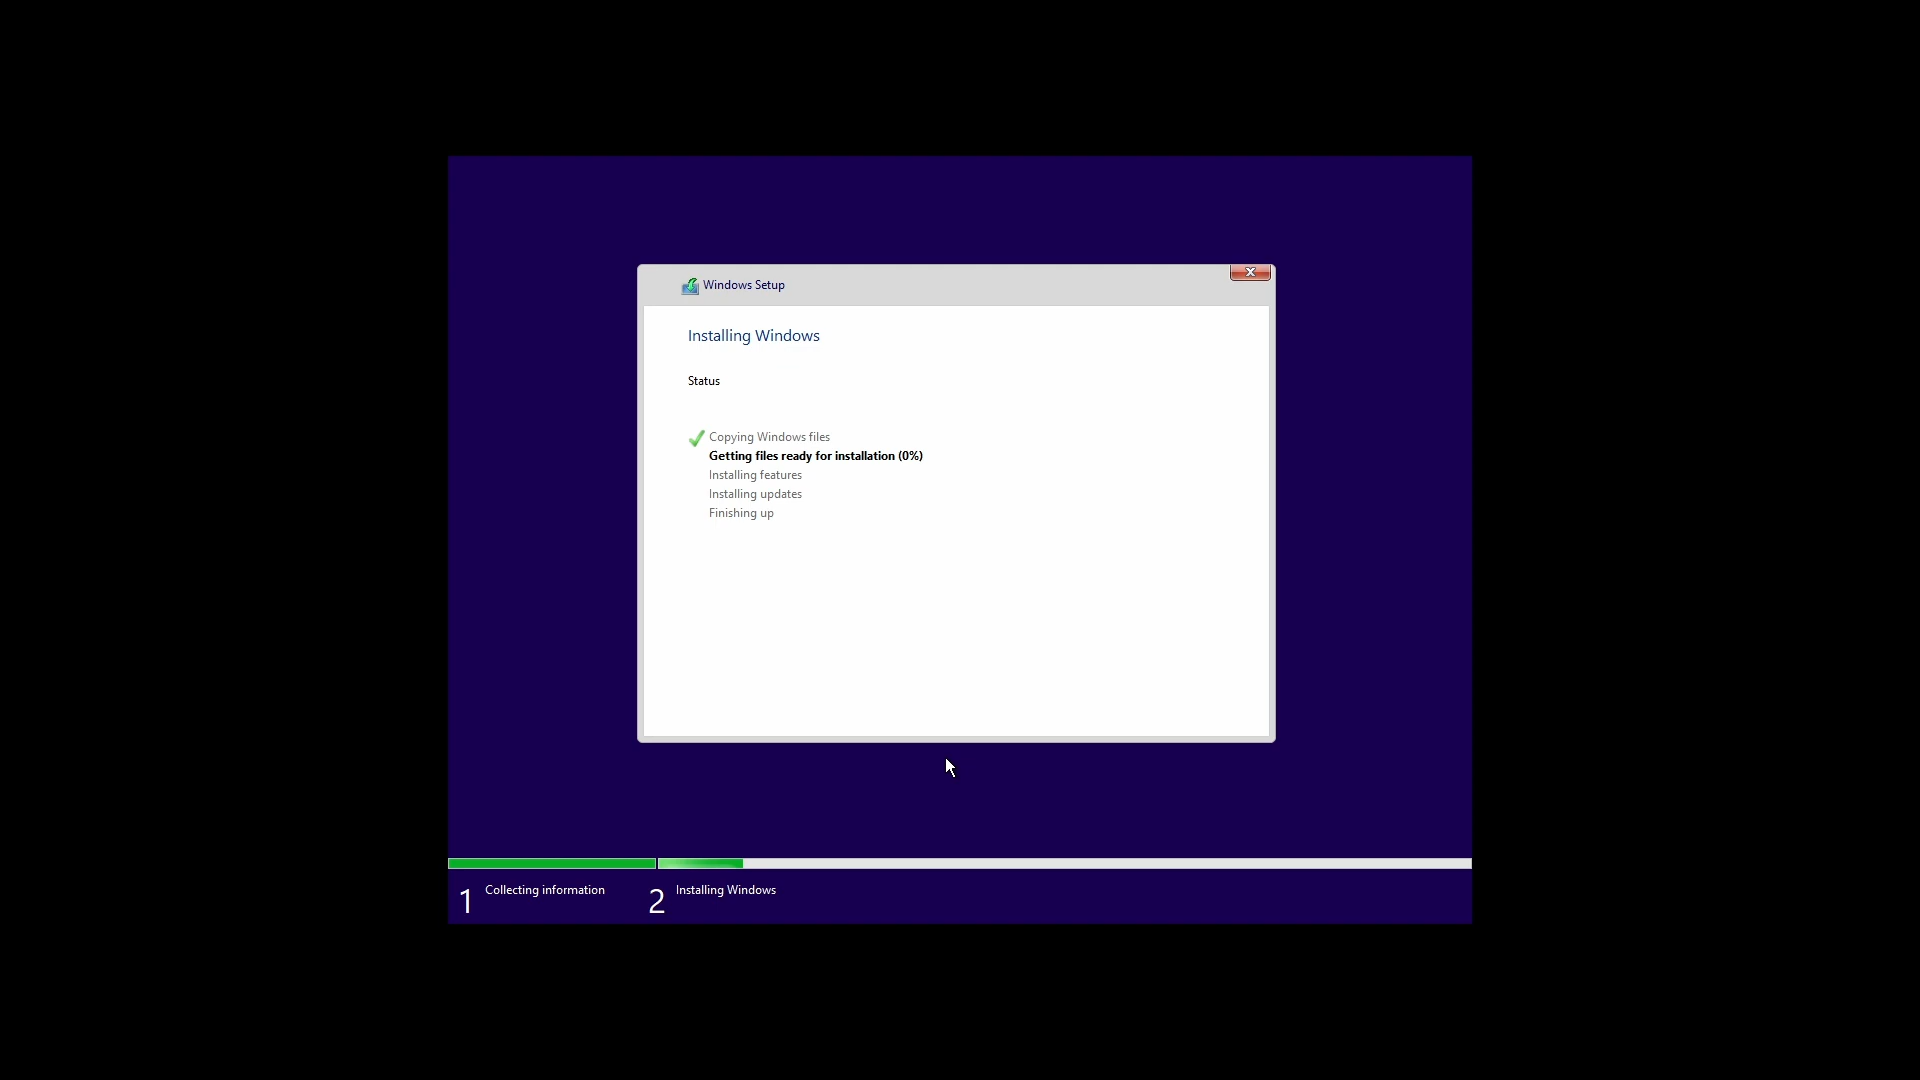 Windows Setup
Installing Windows
Status
Copying Windows files
Getting files ready for installation (0%)
Installing features
Installing updates
Finishing up
1 Collecting information
2 Installing Windows